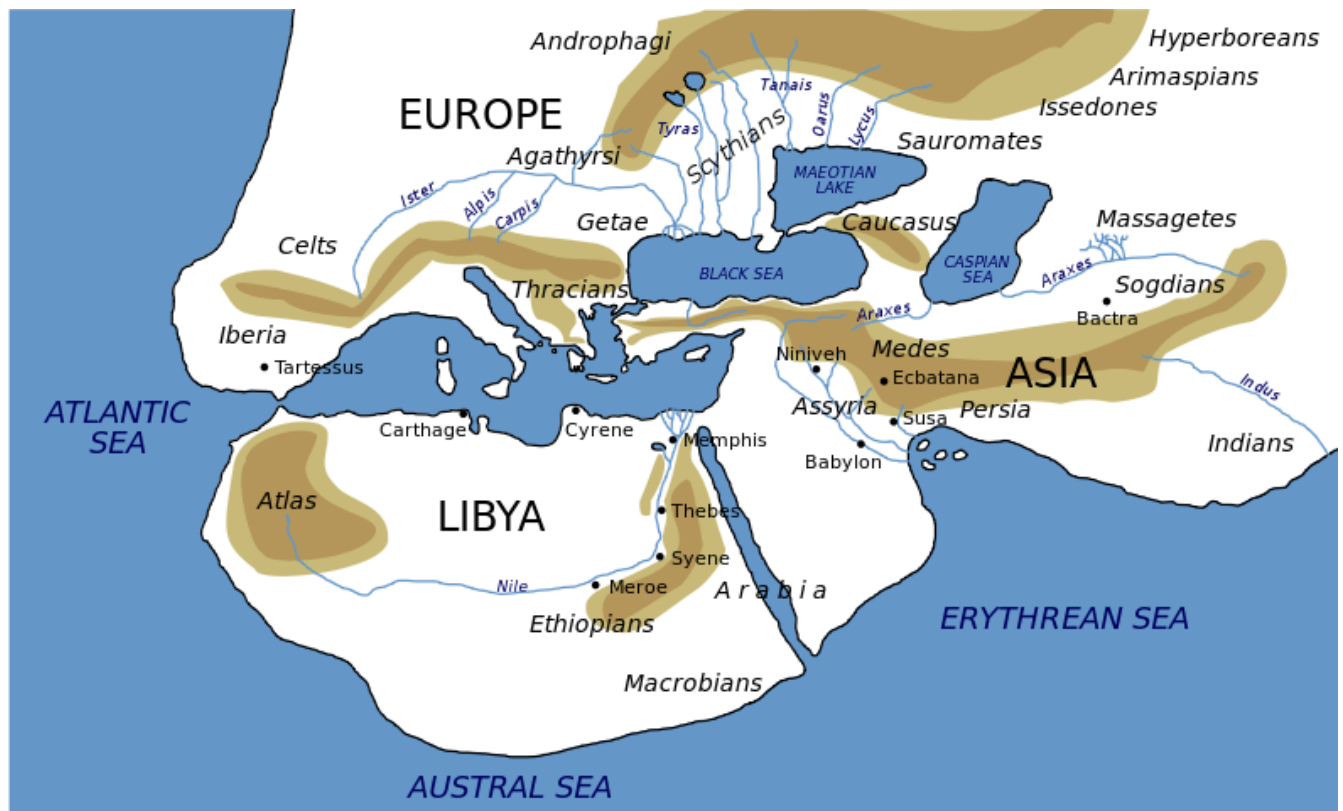 Androphagi
Hyperboreans
Arimaspians
Issedones
Tanais
Oarus
Lycus
EUROPE
Tyras
Scythians
Sauromates
Agathyrsi
MAEOTIAN
LAKE
Ister
Alpis
Carpis
Getae
Caucasus
Massagetes
Celts
BLACK SEA
CASPIAN
SEA
Araxes
Sogdians
Thracians
Araxes
Bactra
Iberia
Tartessus
Niniveh
Medes
Ecbatana
ASIA
Indus
ATLANTIC
SEA
Carthage
Cyrene
Memphis
Assyria
Susa
Persia
Babylon
Indians
Atlas
LIBYA
Thebes
Syene
Nile
Meroe
Arabia
Ethiopians
ERYTHREAN SEA
Macrobians
AUSTRAL SEA